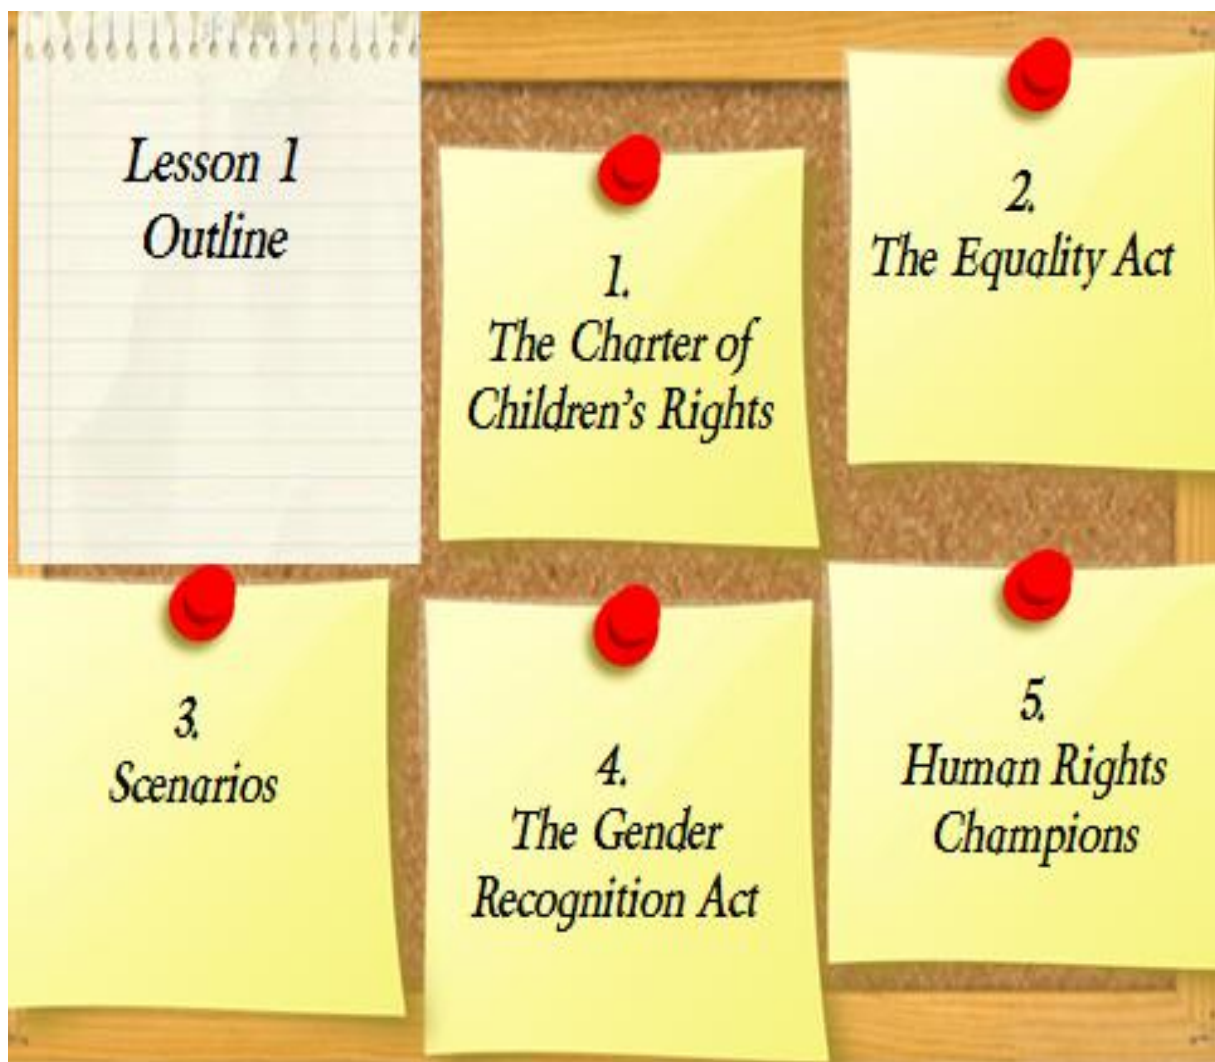 Lesson 1
Outline
1.
The Charter of
Children's Rights
2.
The Equality Act
3.
Scenarios
4.
The Gender
Recognition Act
5.
Human Rights
Champions